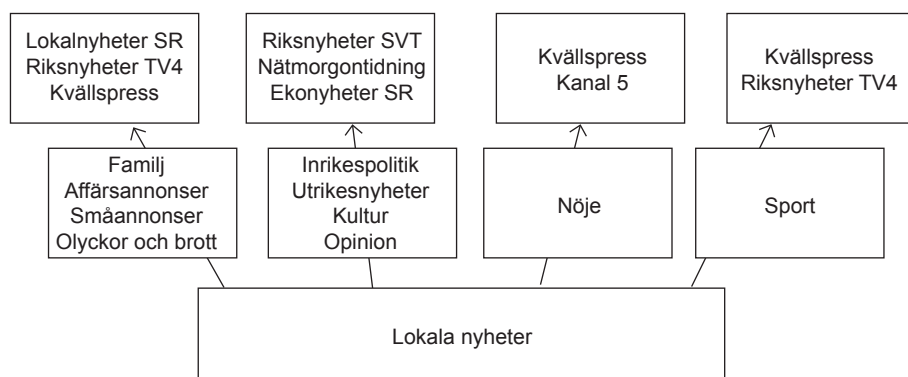 Lokalnyheter SR
Riksnyheter TV4
Kvällspress
Riksnyheter SVT
Nätmorgontidning
Ekonyheter SR
Kvällspress
Kanal 5
Kvällspress
Riksnyheter TV4
Familj
Affärsannonser
Småannonser
Olyckor och brott
Inrikespolitik
Utrikesnyheter
Kultur
Opinion
Nöje
Sport
Lokala nyheter